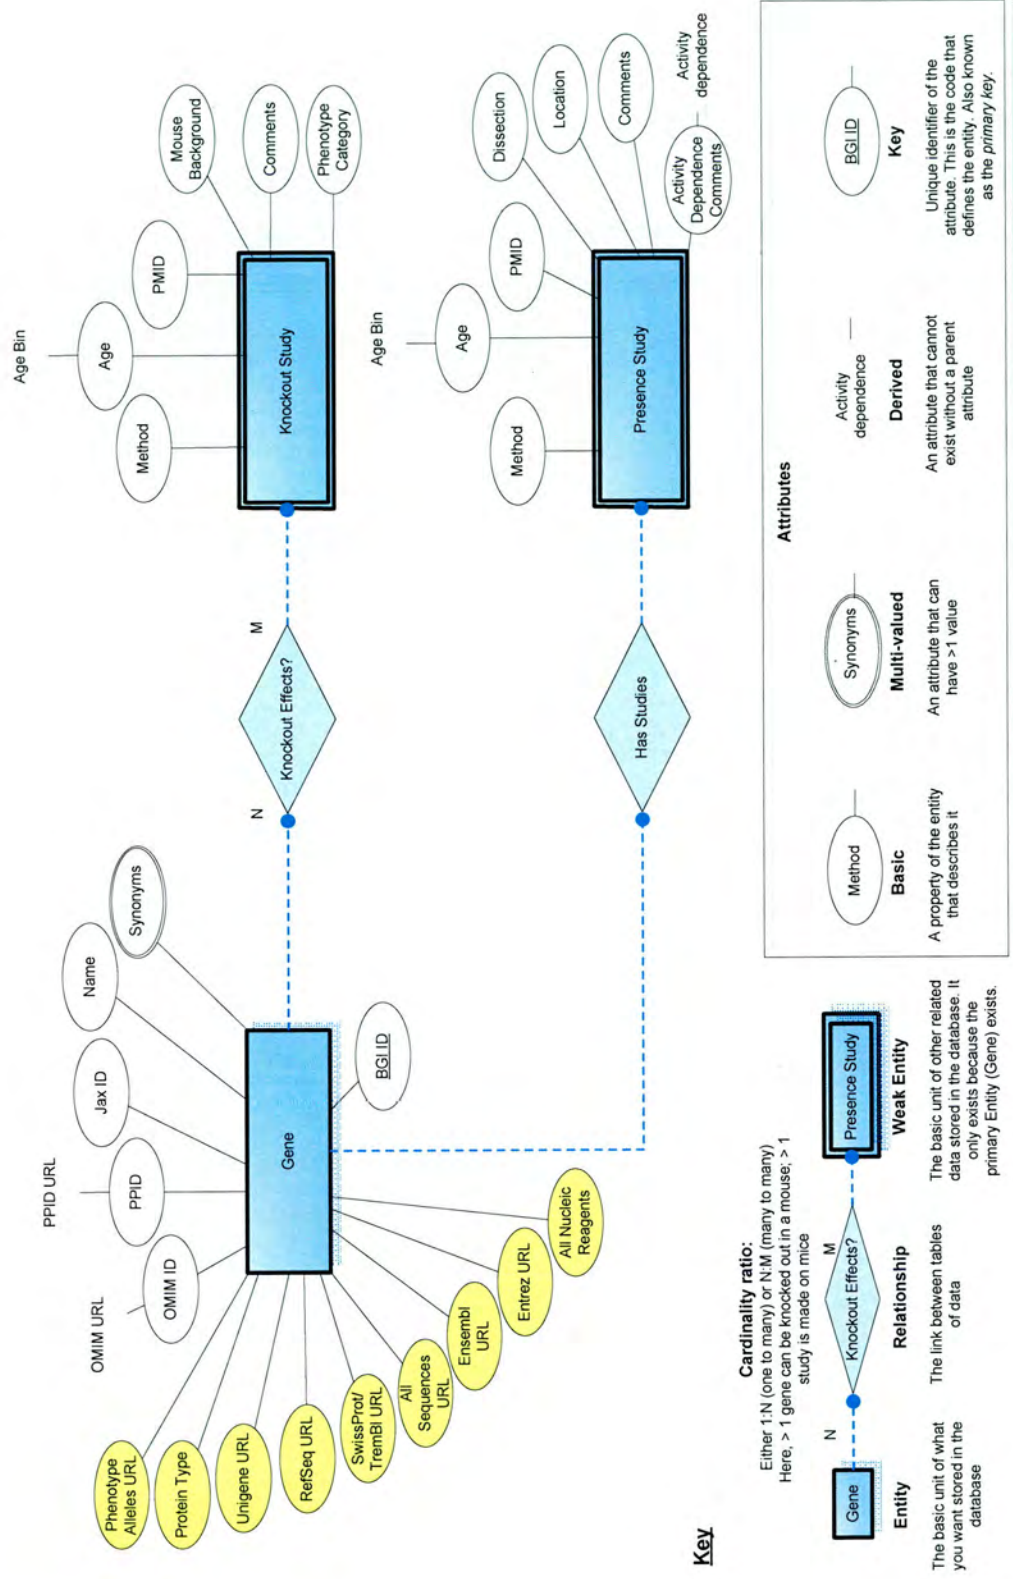 OMIM URL
PPID URL
Age Bin
Phenotype
Alleles URL
OMIM ID
PPID
Jax ID
Name
Synonyms
Method
Age
PMID
Mouse
Background
Protein Type
Unigene URL
RefSeq URL
SwissProt/
TremBl URL
All
Sequences
URL
Ensembl
URL
Entrez URL
All Nucleic
Reagents
Gene
BGI ID
N
Knockout Effects?
M
Knockout Study
Comments
Phenotype
Category
Age Bin
Method
Age
PMID
Dissection
Location
Comments
Has Studies
Presence Study
Activity
Dependence
Comments
Activity
dependence
Key
Cardinality ratio:
Either 1:N (one to many) or N:M (many to many)
Here, > 1 gene can be knocked out in a mouse; > 1
study is made on mice
Gene
N
Knockout Effects?
M
Presence Study
Entity
The basic unit of what
you want stored in the
database
Relationship
The link between tables
of data
Weak Entity
The basic unit of other related
data stored in the database. It
only exists because the
primary Entity (Gene) exists.
Attributes
Method
Basic
A property of the entity
that describes it
Synonyms
Multi-valued
An attribute that can
have >1 value
Activity
dependence
Derived
An attribute that cannot
exist without a parent
attribute
BGI ID
Key
Unique identifier of the
attribute. This is the code that
defines the entity. Also known
as the primary key.